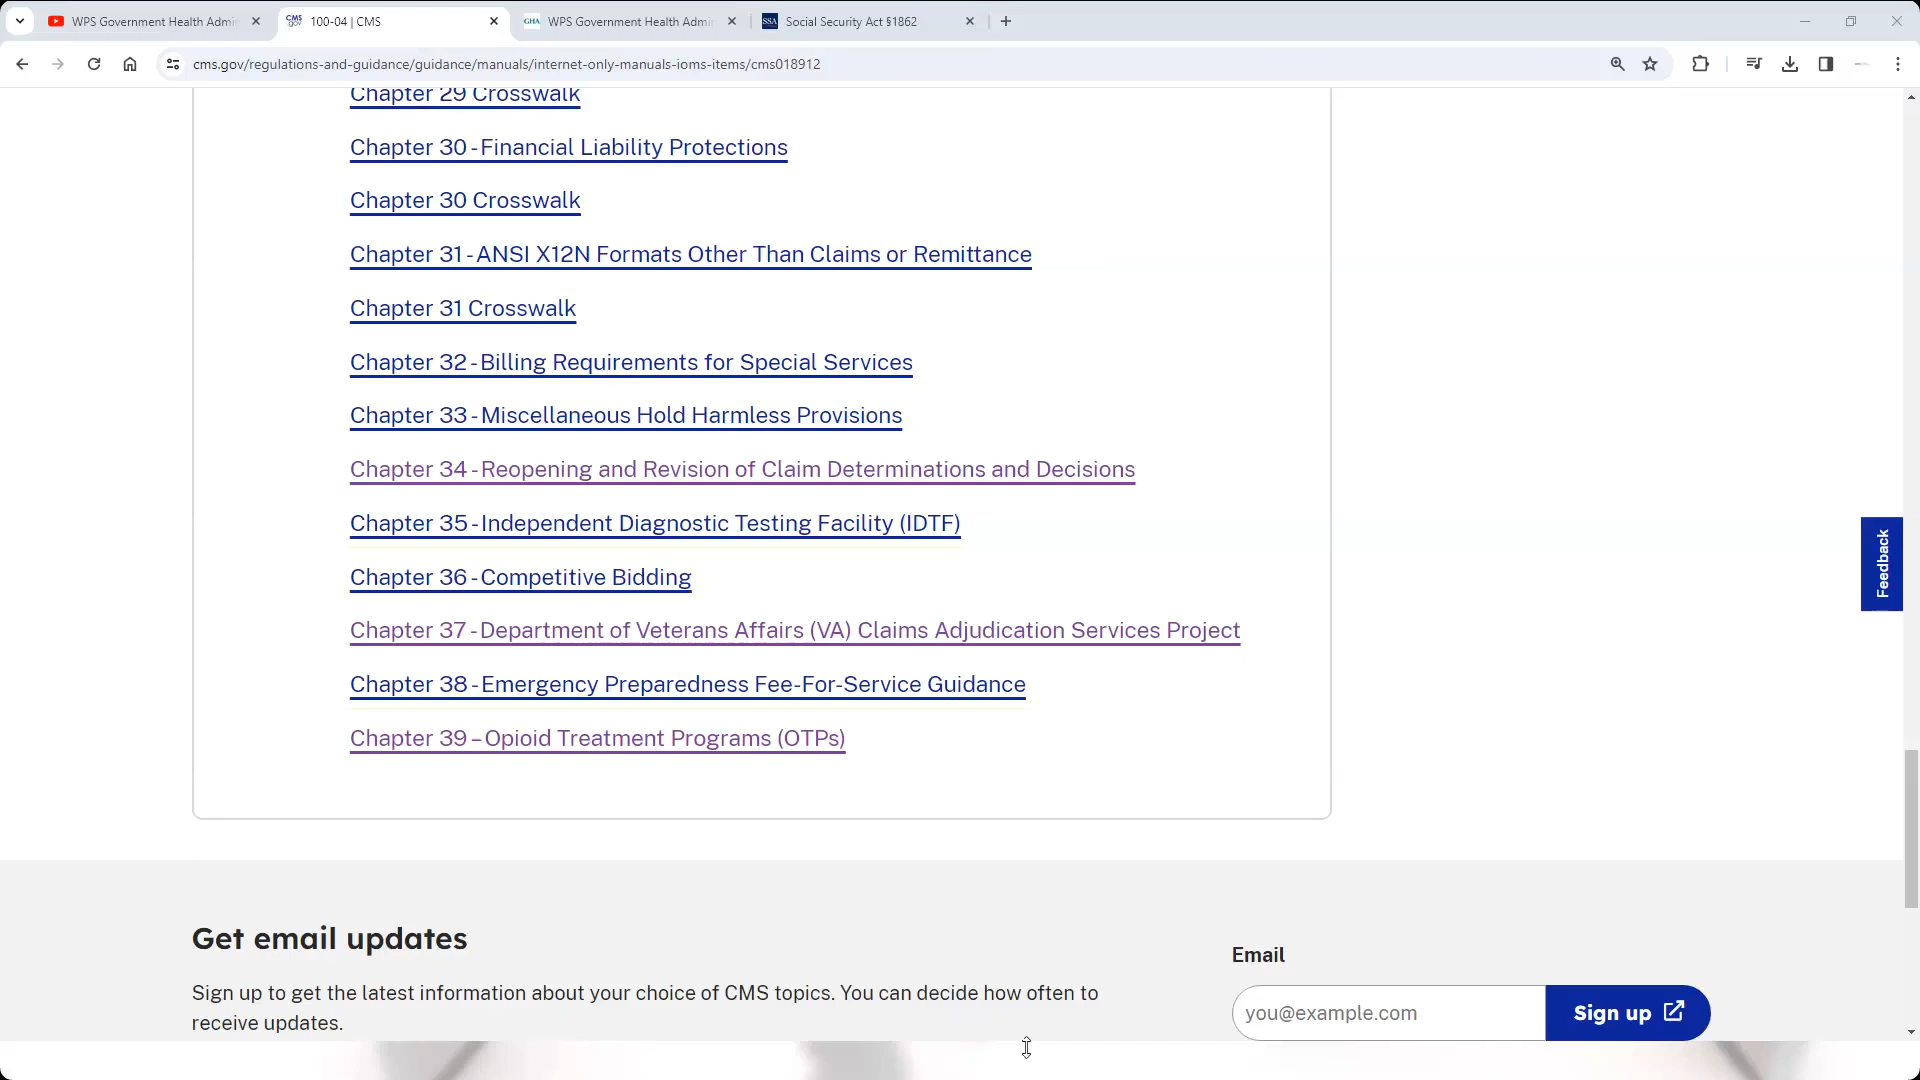 WPS Government Health Admin
100-04 | CMS
WPS Government Health Admin
Social Security Act §1862
cms.gov/regulations-and-guidance/guidance/manuals/internet-only-manuals-ioms-items/cms018912
Chapter 29 Crosswalk
Chapter 30 - Financial Liability Protections
Chapter 30 Crosswalk
Chapter 31 - ANSI X12N Formats Other Than Claims or Remittance
Chapter 31 Crosswalk
Chapter 32 - Billing Requirements for Special Services
Chapter 33 - Miscellaneous Hold Harmless Provisions
Chapter 34 - Reopening and Revision of Claim Determinations and Decisions
Chapter 35 - Independent Diagnostic Testing Facility (IDTF)
Chapter 36 - Competitive Bidding
Chapter 37 - Department of Veterans Affairs (VA) Claims Adjudication Services Project
Chapter 38 - Emergency Preparedness Fee-For-Service Guidance
Chapter 39 – Opioid Treatment Programs (OTPs)
Feedback
Get email updates
Sign up to get the latest information about your choice of CMS topics. You can decide how often to
receive updates.
Email
you@example.com
Sign up